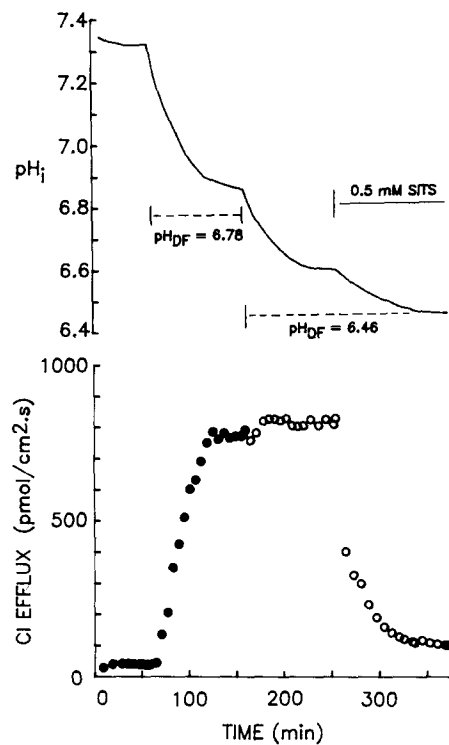 7.4
7.2
7.0
pHi
6.8
6.6
6.4
0.5 mM SITS
pHDF = 6.78
pHDF = 6.46
1000
500
0
Cl EFFLUX (pmol/cm2.s)
0 100 200 300
TIME (min)